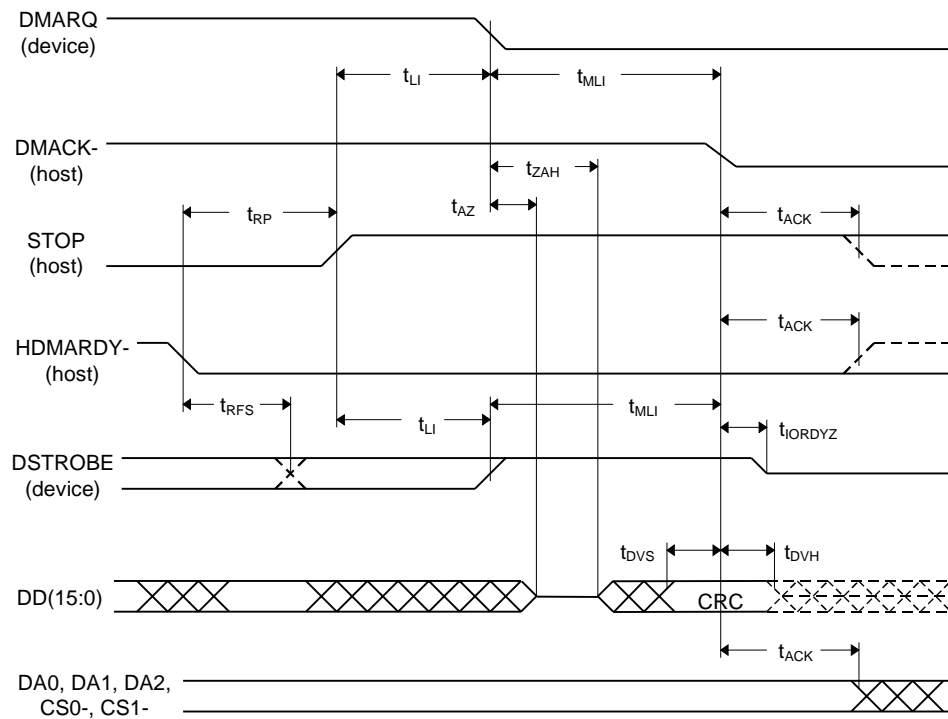 DMARQ
(device)
tLI
tMLI
DMACK-
(host)
tZAH
tAZ
tRP
tACK
STOP
(host)
tACK
HDMARDY-
(host)
tRFS
tLI
tMLI
tIORDYZ
DSTROBE
(device)
tDVS
tDVH
DD(15:0)
CRC
tACK
DA0, DA1, DA2,
CS0-, CS1-